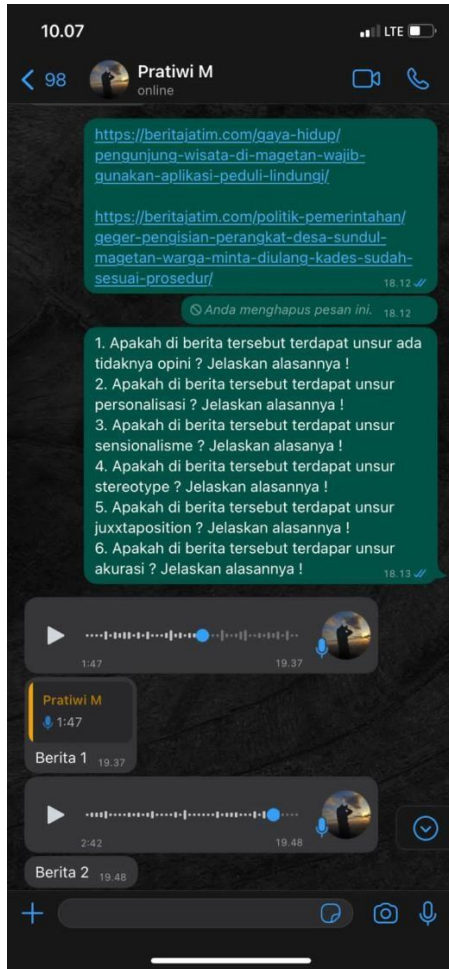 10.07
LTE
98
Pratiwi M
online
https://beritajatim.com/gaya-hidup/
pengunjung-wisata-di-magetan-wajib-
gunakan-aplikasi-peduli-lindungi/
https://beritajatim.com/politik-pemerintahan/
geger-pengisian-perangkat-desa-sundul-
magetan-warga-minta-diulang-kades-sudah-
sesuai-prosedur/
18.12
Anda menghapus pesan ini. 18.12
1. Apakah di berita tersebut terdapat unsur ada
tidaknya opini ? Jelaskan alasannya !
2. Apakah di berita tersebut terdapat unsur
personalisasi ? Jelaskan alasannya !
3. Apakah di berita tersebut terdapat unsur
sensionalisme ? Jelaskan alasanya !
4. Apakah di berita tersebut terdapat unsur
stereotype ? Jelaskan alasannya !
5. Apakah di berita tersebut terdapat unsur
juxxtaposition ? Jelaskan alasannya !
6. Apakah di berita tersebut terdapar unsur
akurasi ? Jelaskan alasannya !
18.13
1:47 19.37
Pratiwi M
1:47
Berita 1 19.37
2:42 19.48
Berita 2 19.48